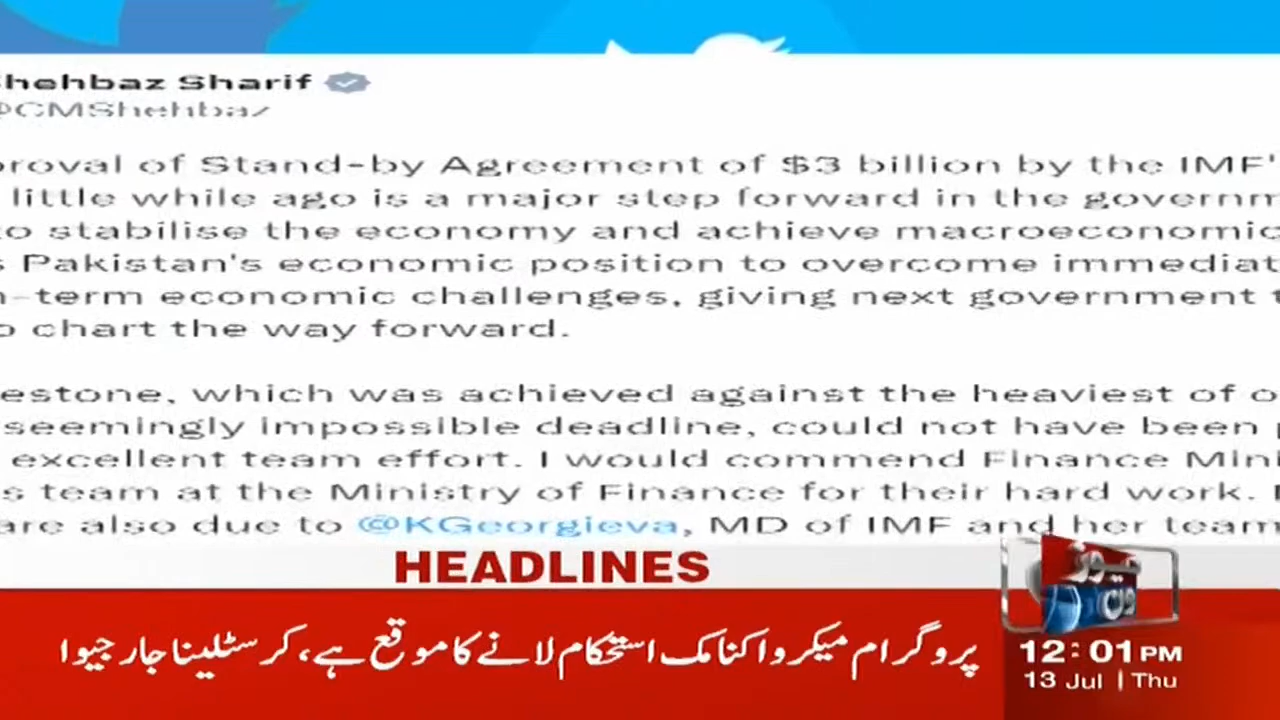 Shehbaz Sharif
@CMShehbaz
proval of Stand-by Agreement of $3 billion by the IMF'
little while ago is a major step forward in the governm
to stabilise the economy and achieve macroeconomic
s Pakistan's economic position to overcome immediat
-term economic challenges, giving next government t
o chart the way forward.
estone, which was achieved against the heaviest of o
seemingly impossible deadline, could not have been p
excellent team effort. I would commend Finance Mini
s team at the Ministry of Finance for their hard work.
are also due to @KGeorgieva, MD of IMF and her team
HEADLINES
پروگرام میکرو اکنامک استحکام لانے کا موقع ہے، کرسٹلینا جارجیوا
نیوز
ون
12:01 PM
13 Jul | Thu